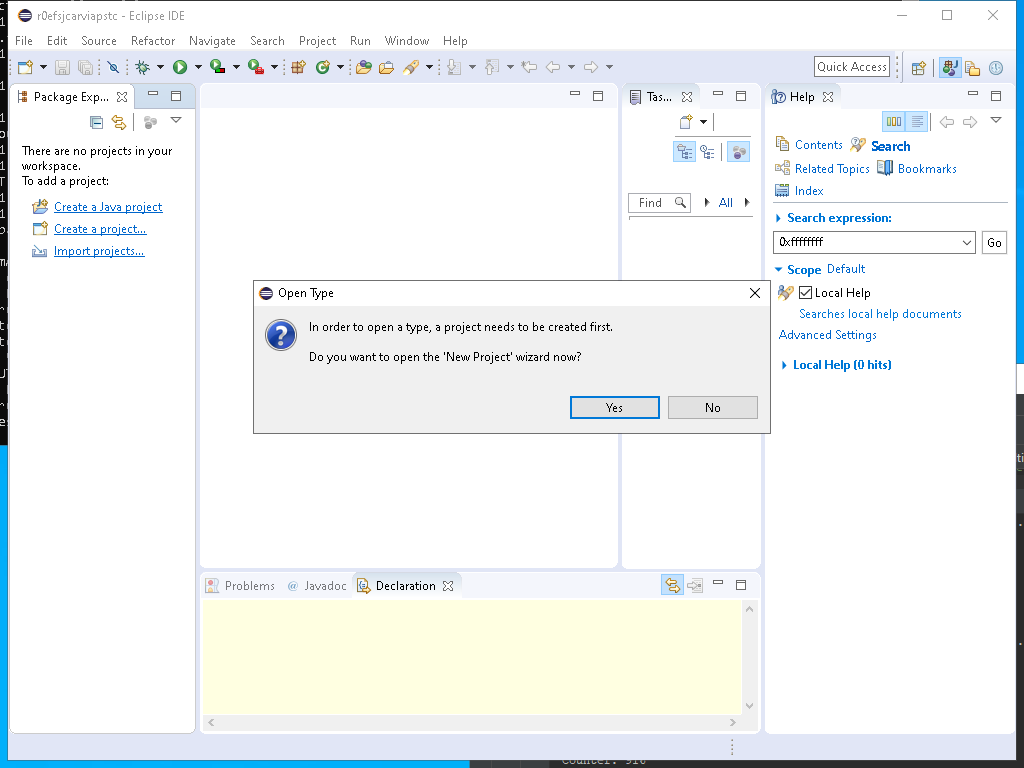 r0efsjcarviapstc - Eclipse IDE
File Edit Source Refactor Navigate Search Project Run Window Help
Quick Access
Package Exp...
Tas...
Help
There are no projects in your
workspace.
To add a project:
Create a Java project
Create a project...
Import projects...
Find
All
Contents
Search
Related Topics
Bookmarks
Index
Search expression:
0xffffffff
Go
Scope Default
Local Help
Searches local help documents
Advanced Settings
Local Help (0 hits)
Open Type
In order to open a type, a project needs to be created first.
Do you want to open the 'New Project' wizard now?
Yes
No
Problems
@ Javadoc
Declaration